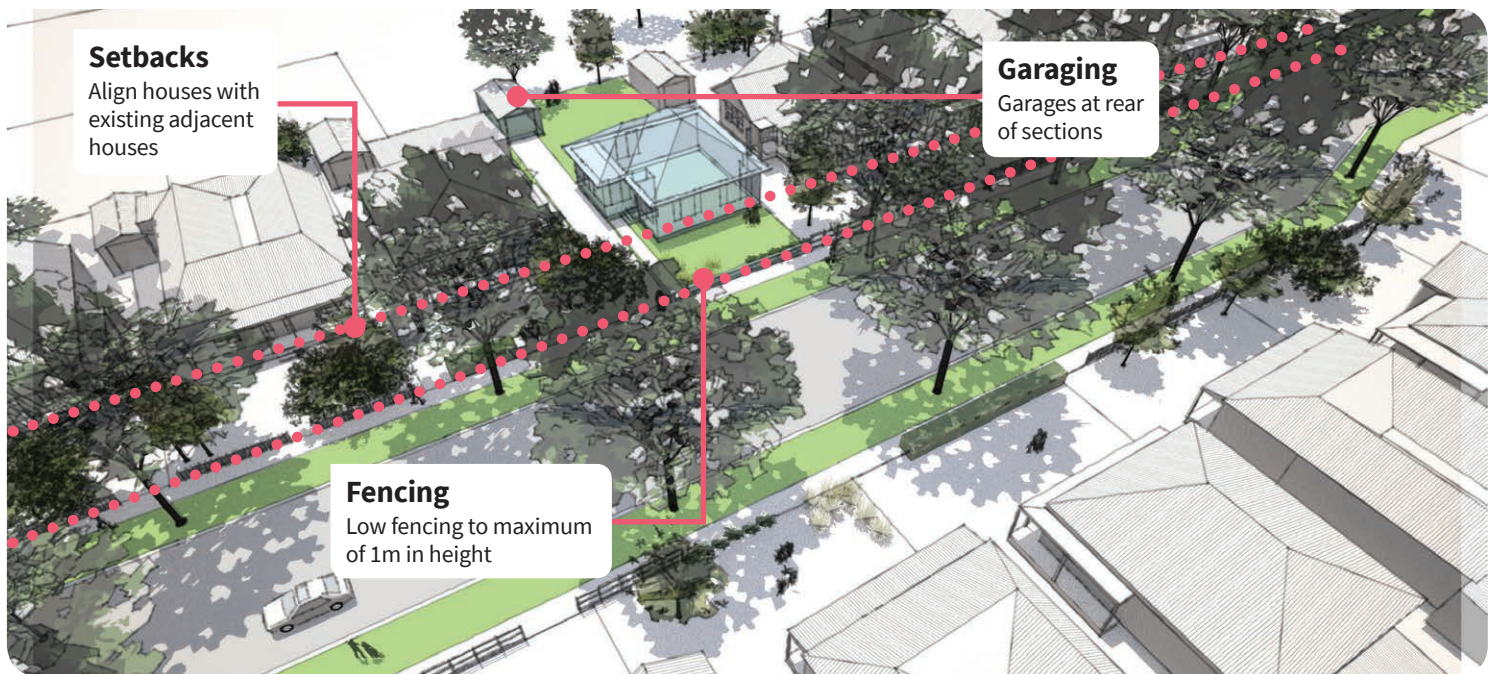 Setbacks
Align houses with
existing adjacent
houses
Garaging
Garages at rear
of sections
Fencing
Low fencing to maximum
of 1m in height